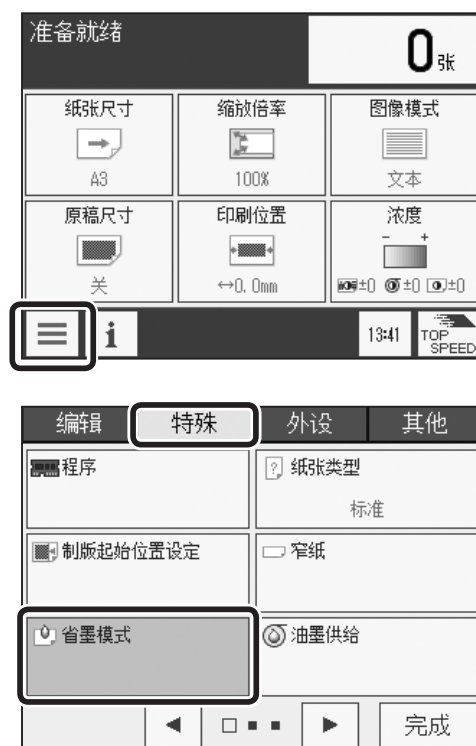 准备就绪
0张
纸张尺寸 缩放倍率 图像模式
A3 100% 文本
原稿尺寸 印刷位置 浓度
- +
关 ↔0.0mm ±0 ±0 ±0
i 13:41 TOP SPEED
编辑 特殊 外设 其他
程序 纸张类型
标准
制版起始位置设定 窄纸
省墨模式 油墨供给
完成